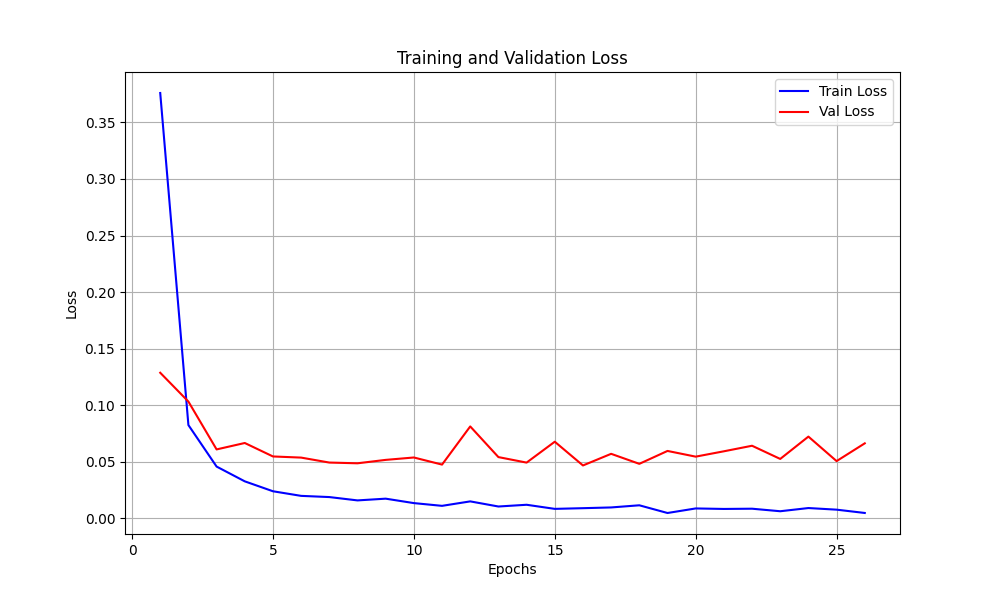 Training and Validation Loss
Train Loss
Val Loss
0.35
0.30
0.25
0.20
0.15
0.10
0.05
0.00
Loss
0 5 10 15 20 25
Epochs